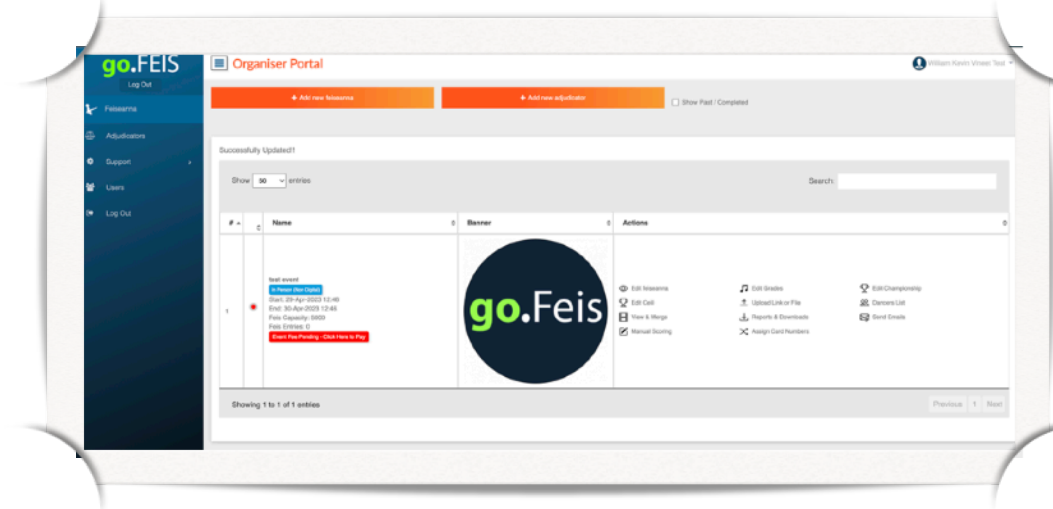 go.FEIS
Log Out
Feiseanna
Adjudicators
Support
Users
Log Out
Organiser Portal
William Kevin Vineet Test
+ Add new feiseanna
+ Add new adjudicator
Show Past / Completed
Successfully Updated!!
Show 50 entries
Search:
# Name Banner Actions
1
test event
In Person (Not Digital)
Start: 29-Apr-2023 12:46
End: 30-Apr-2023 12:46
Feis Capacity: 5000
Feis Entries: 0
Event Fee Pending - Click Here to Pay
go.Feis
Edit feiseanna Edit Grades Edit Championship
Edit Ceili Upload Link or File Dancers List
View & Merge Reports & Downloads Send Emails
Manual Scoring Assign Card Numbers
Showing 1 to 1 of 1 entries
Previous 1 Next